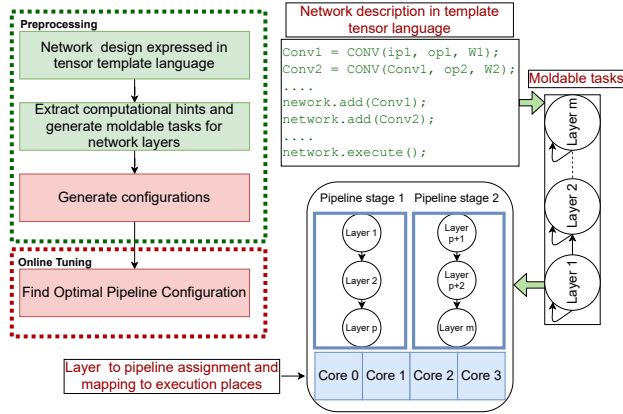 Preprocessing
Network design expressed in
tensor template language
Extract computational hints and
generate moldable tasks for
network layers
Generate configurations
Online Tuning
Find Optimal Pipeline Configuration
Network description in template
tensor language
Conv1 = CONV(ip1, op1, W1);
Conv2 = CONV(Conv1, op2, W2);
....
nework.add(Conv1);
network.add(Conv2);
....
network.execute();
Moldable tasks
Layer m
Layer 2
Layer 1
Pipeline stage 1
Pipeline stage 2
Layer 1
Layer 2
Layer p
Layer
p+1
Layer
p+2
Layer m
Core 0
Core 1
Core 2
Core 3
Layer to pipeline assignment and
mapping to execution places